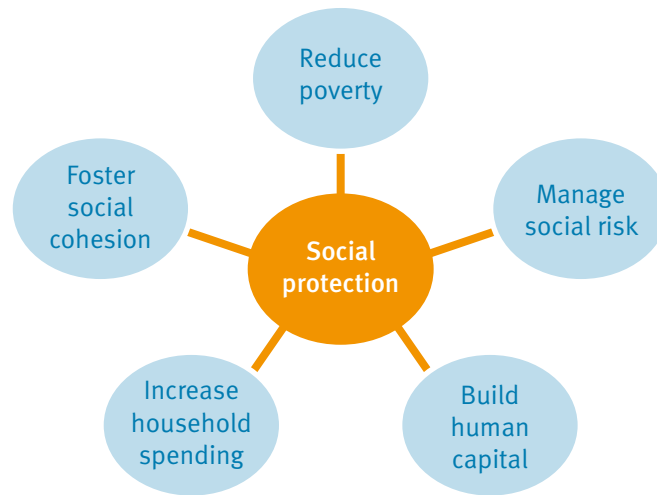 Reduce
poverty
Foster
social
cohesion
Manage
social risk
Social
protection
Increase
household
spending
Build
human
capital